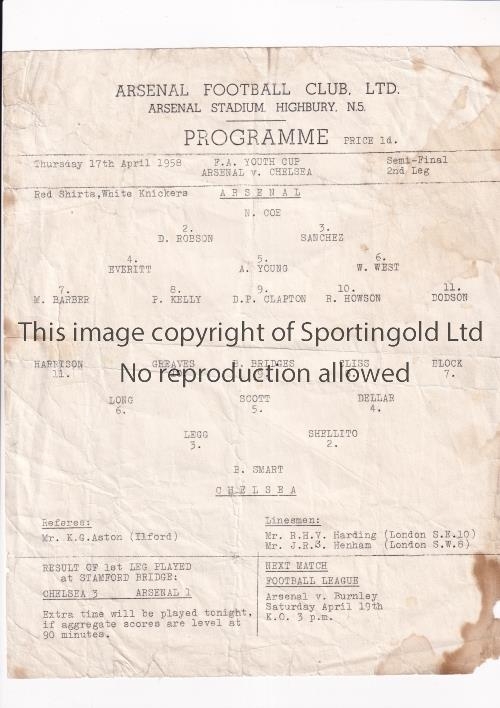 ARSENAL FOOTBALL CLUB, LTD.
ARSENAL STADIUM. HIGHBURY, N.5.
PROGRAMME PRICE 1d.
Thursday 17th April 1958 F.A. YOUTH CUP Semi-Final
ARSENAL v. CHELSEA 2nd Leg
Red Shirts,White Knickers ARSENAL
N. COE
2. 3.
D. ROBSON SANCHEZ
4. 5. 6.
EVERITT A. YOUNG W. WEST
7. 8. 9. 10. 11.
M. BARBER P. KELLY D.P. CLAPTON R. HOWSON DODSON
This image copyright of Sportingold Ltd
HARRISON GREAVES BRIDGES BLISS BLOCK
11. 7.
No reproduction allowed
LONG SCOTT DELLAR
6. 5. 4.
LEGG SHELLITO
3. 2.
B. SMART
CHELSEA
Referee: Linesmen:
Mr. K.G.Aston (Ilford) Mr. R.H.V. Harding (London S.E.10)
Mr. J.R.S. Henham (London S.W.8)
RESULT OF 1st LEG PLAYED NEXT MATCH
at STAMFORD BRIDGE: FOOTBALL LEAGUE
CHELSEA 3 ARSENAL 1 Arsenal v. Burnley
Saturday April 19th
Extra time will be played tonight, K.O. 3 p.m.
if aggregate scores are level at
90 minutes.